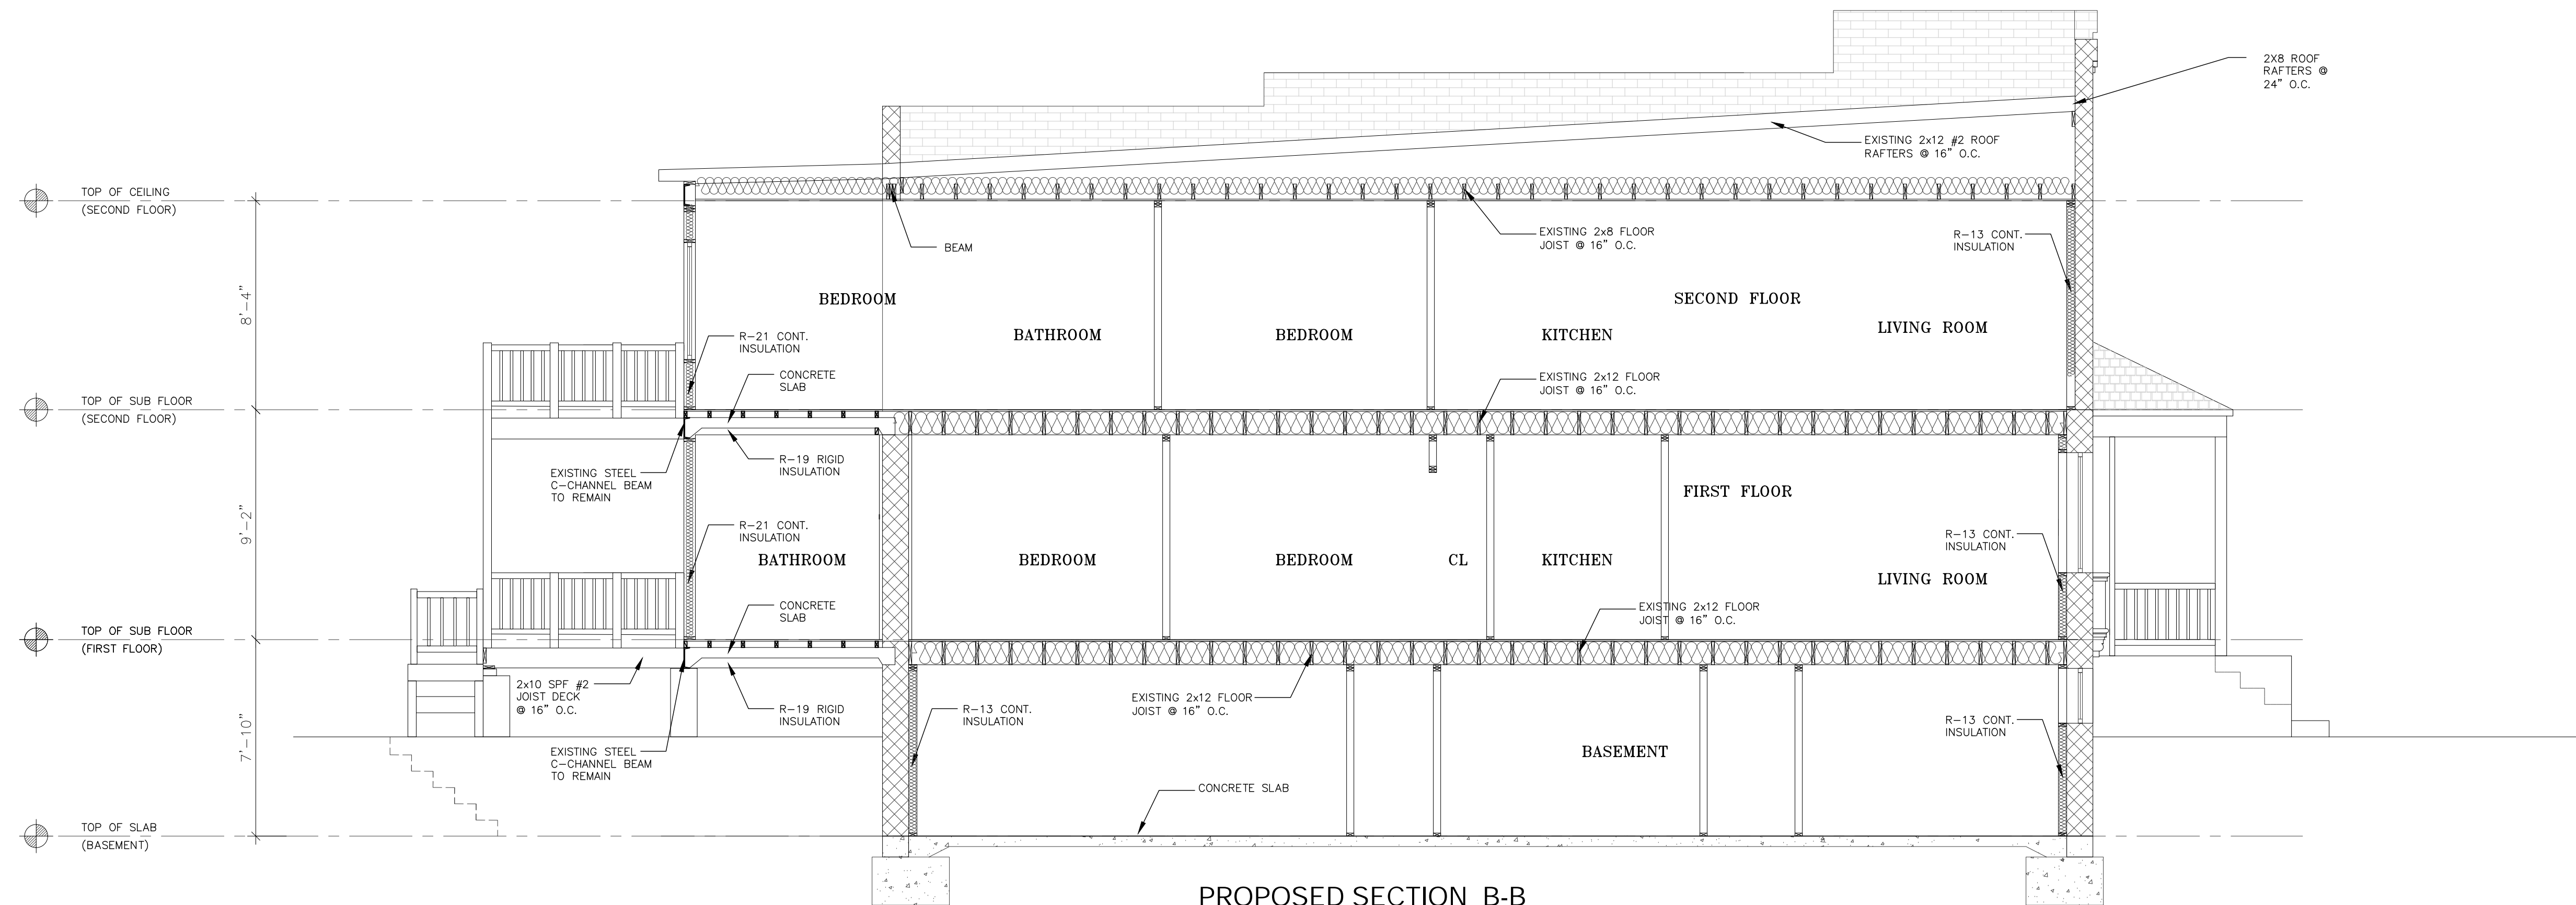 2X8 ROOF
RAFTERS @
24" O.C.
EXISTING 2x12 #2 ROOF
RAFTERS @ 16" O.C.
TOP OF CEILING
(SECOND FLOOR)
BEAM
EXISTING 2x8 FLOOR
JOIST @ 16" O.C.
R-13 CONT.
INSULATION
8'-4"
BEDROOM
SECOND FLOOR
BATHROOM
BEDROOM
KITCHEN
LIVING ROOM
R-21 CONT.
INSULATION
CONCRETE
SLAB
EXISTING 2x12 FLOOR
JOIST @ 16" O.C.
TOP OF SUB FLOOR
(SECOND FLOOR)
R-19 RIGID
INSULATION
EXISTING STEEL
C-CHANNEL BEAM
TO REMAIN
FIRST FLOOR
9'-2"
R-21 CONT.
INSULATION
R-13 CONT.
INSULATION
BATHROOM
BEDROOM
BEDROOM
CL
KITCHEN
LIVING ROOM
CONCRETE
SLAB
EXISTING 2x12 FLOOR
JOIST @ 16" O.C.
TOP OF SUB FLOOR
(FIRST FLOOR)
2x10 SPF #2
JOIST DECK
@ 16" O.C.
R-19 RIGID
INSULATION
EXISTING 2x12 FLOOR
JOIST @ 16" O.C.
R-13 CONT.
INSULATION
R-13 CONT.
INSULATION
7'-10"
EXISTING STEEL
C-CHANNEL BEAM
TO REMAIN
BASEMENT
CONCRETE SLAB
TOP OF SLAB
(BASEMENT)
PROPOSED SECTION B-B